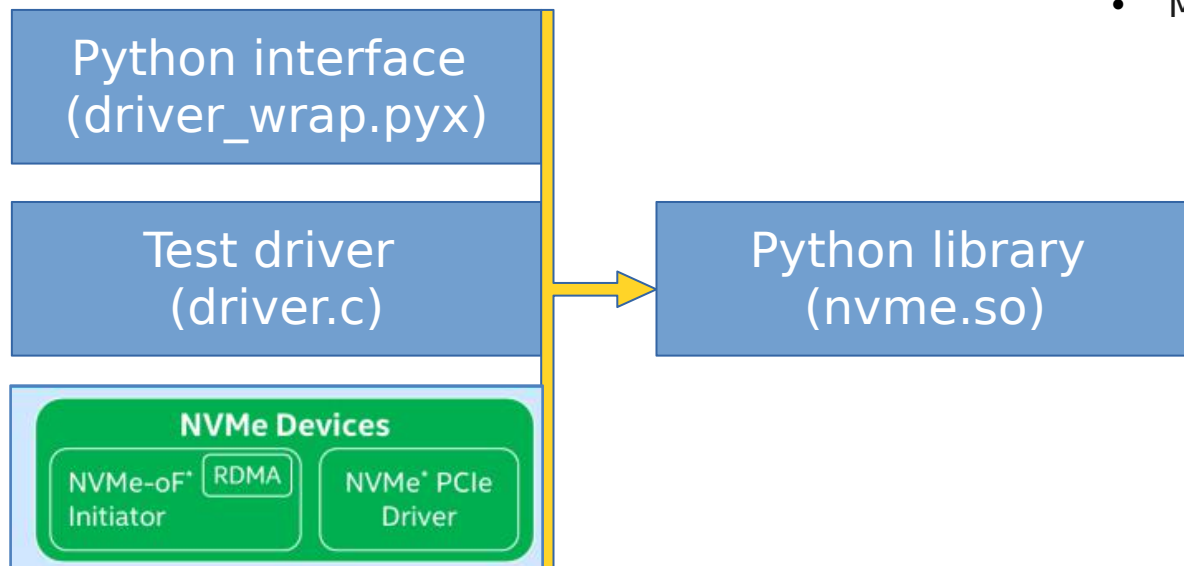 Python interface
(driver_wrap.pyx)
Test driver
(driver.c)
Python library
(nvme.so)
NVMe Devices
NVMe-oF* RDMA
Initiator
NVMe* PCIe
Driver